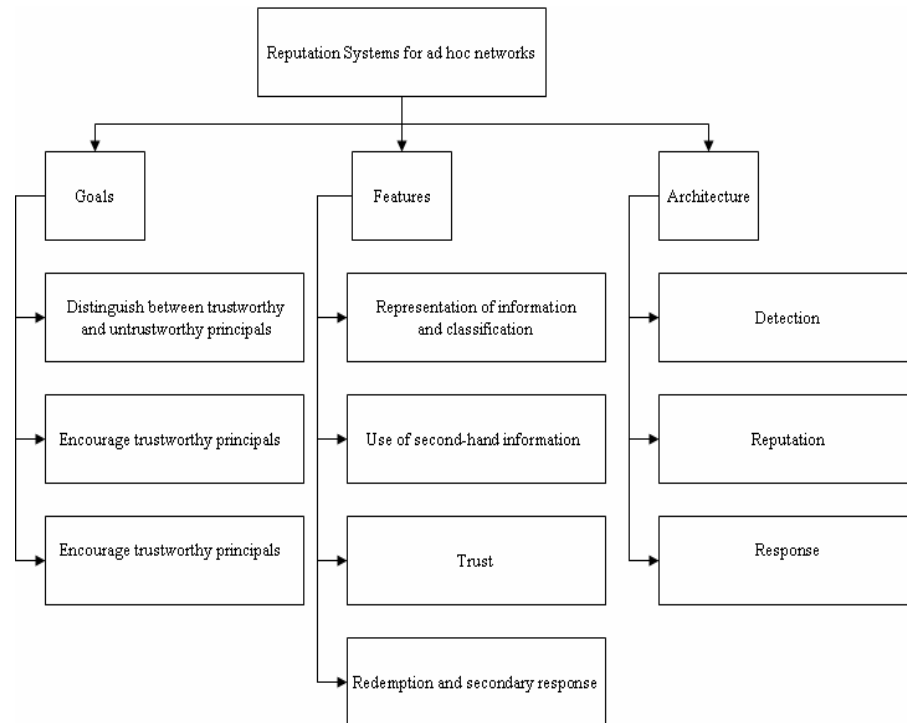 Reputation Systems for ad hoc networks
Goals
Features
Architecture
Distinguish between trustworthy
and untrustworthy principals
Representation of information
and classification
Detection
Encourage trustworthy principals
Use of second-hand information
Reputation
Encourage trustworthy principals
Trust
Response
Redemption and secondary response